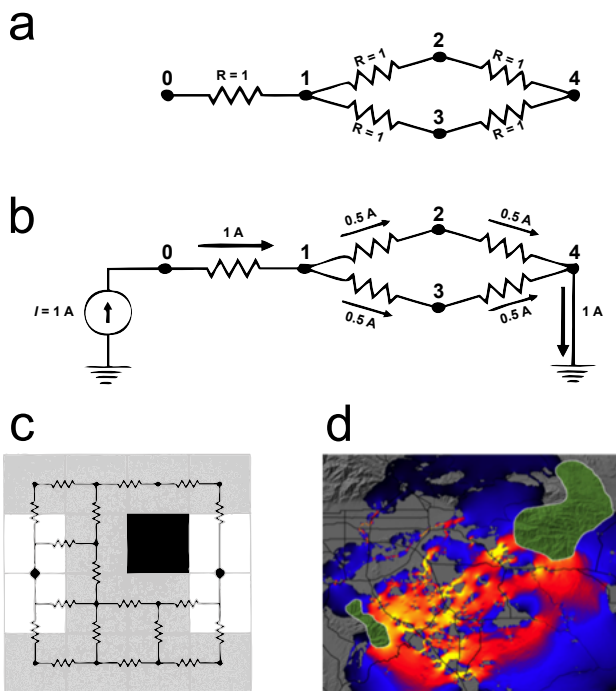 a
2
R = 1
R = 1
0
R = 1
1
4
R = 1
3
R = 1
b
2
0.5 A
0.5 A
1 A
0
1
4
3
I = 1 A
0.5 A
0.5 A
1 A
c
d